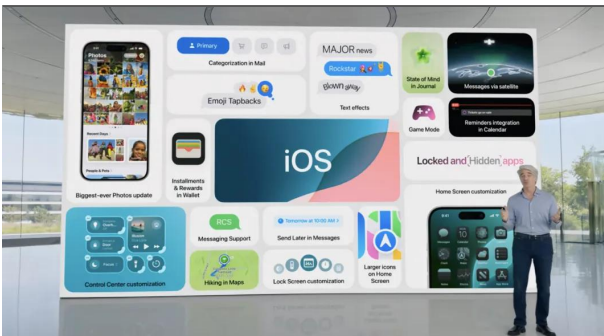 Photos
Recent Days
People & Pets
Biggest-ever Photos update
Primary
Categorization in Mail
Emoji Tapbacks
MAJOR news
Rockstar
Blown away
Text effects
State of Mind
in Journal
Messages via satellite
Game Mode
Reminders integration
in Calendar
Installments
& Rewards
in Wallet
iOS
Locked and Hidden apps
Home Screen customization
Control Center customization
RCS
Messaging Support
Tomorrow at 10:00 AM
Send Later in Messages
Hiking in Maps
Lock Screen customization
Larger icons
on Home
Screen